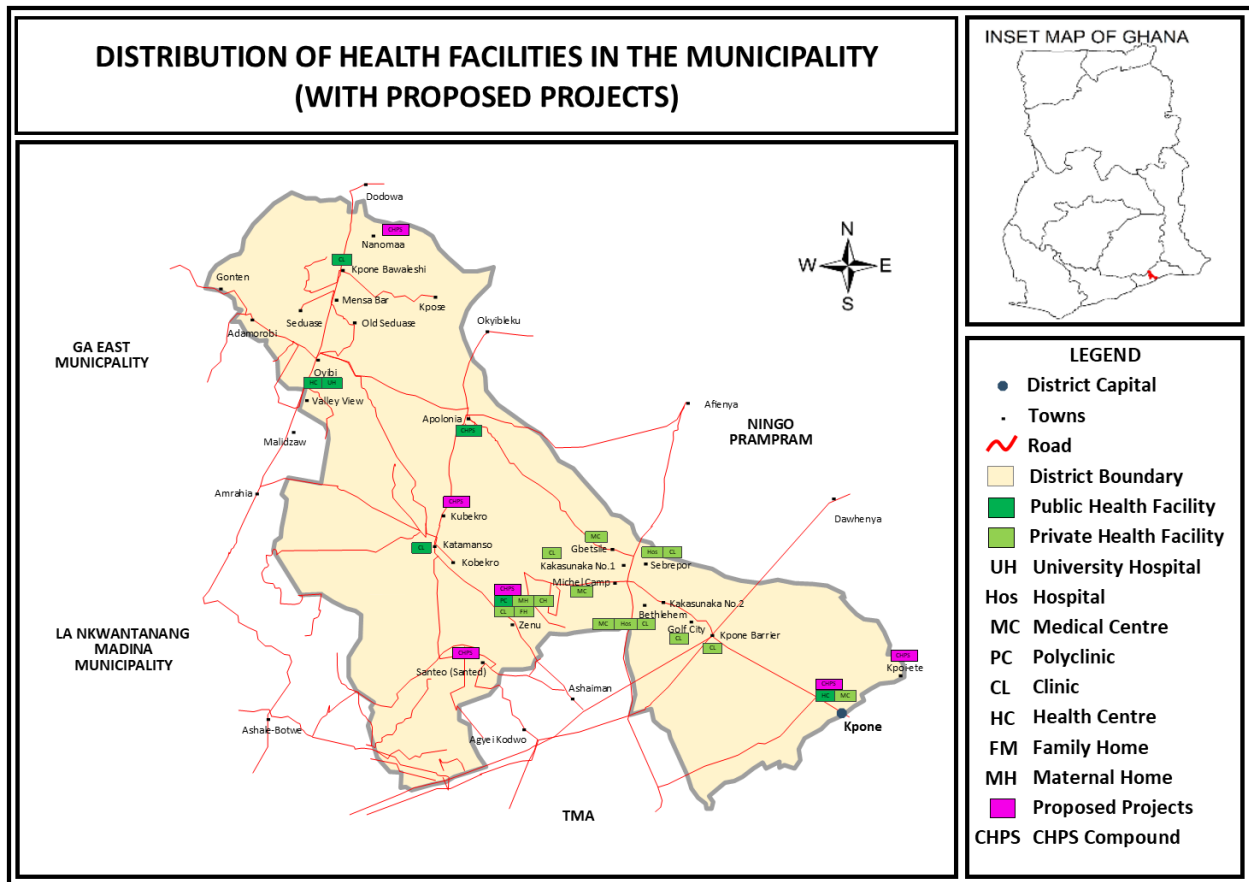 DISTRIBUTION OF HEALTH FACILITIES IN THE MUNICIPALITY
(WITH PROPOSED PROJECTS)
INSET MAP OF GHANA
Dodowa
CHPS
Nanomaa
CL
Kpone Bawaleshi
Gonten
Mensa Bar
Kpose
Seduase
Old Seduase
Adamorobi
Okyibleku
N
W
E
S
GA EAST
MUNICPALITY
Oyibi
HC
UH
Valley View
Malidzaw
Apolonia
CHPS
Afienya
NINGO
PRAMPRAM
Amrahia
CHPS
Kubekro
Dawhenya
CL
Katamanso
Kobekro
MC
Gbetsile
CL
Hos
CL
Kakasunaka No.1
Sebrepor
Michel Camp
MC
CHPS
PC
MH
CH
CL
FH
Zenu
Kakasunaka No.2
Bethlehem
Golf City
MC
Hos
CL
CL
Kpone Barrier
CL
LA NKWANTANANG
MADINA
MUNICIPALITY
CHPS
Santeo (Santed)
CHPS
Kpoi-ete
CHPS
HC
MC
Kpone
Ashaiman
Ashale-Botwe
Agyei Kodwo
TMA
LEGEND
District Capital
Towns
Road
District Boundary
Public Health Facility
Private Health Facility
UH University Hospital
Hos Hospital
MC Medical Centre
PC Polyclinic
CL Clinic
HC Health Centre
FM Family Home
MH Maternal Home
Proposed Projects
CHPS CHPS Compound